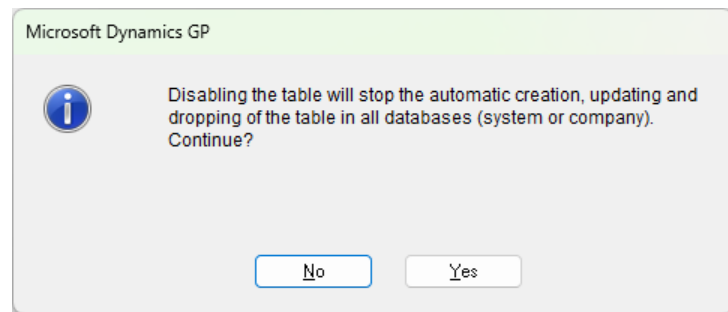 Microsoft Dynamics GP
Disabling the table will stop the automatic creation, updating and
dropping of the table in all databases (system or company).
Continue?
No
Yes